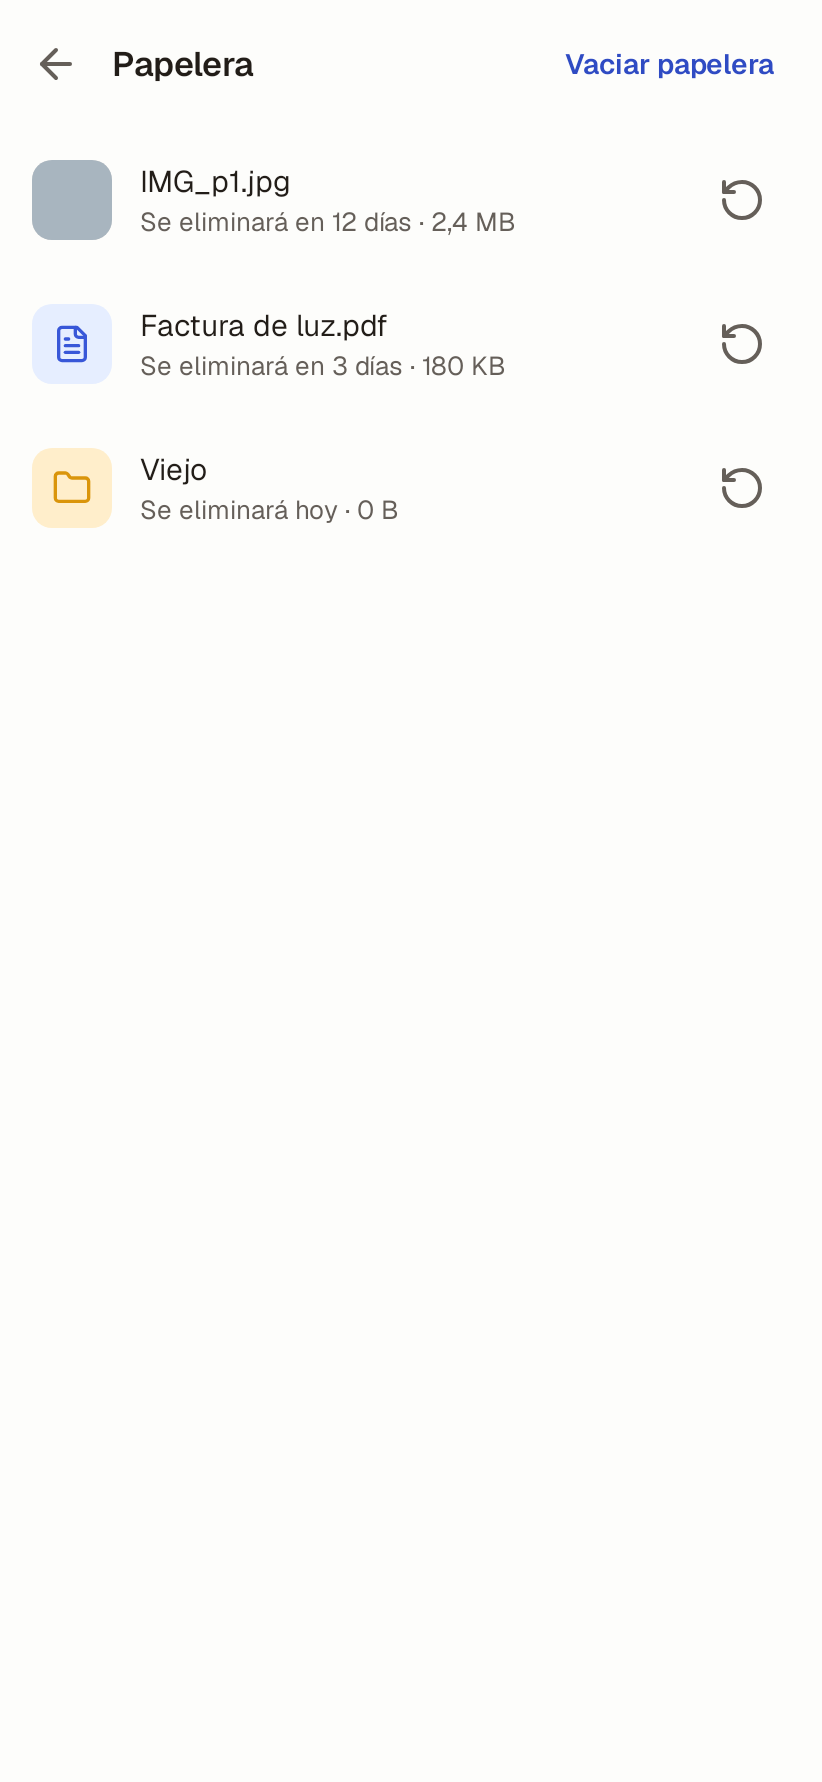 Papelera
Vaciar papelera
IMG_p1.jpg
Se eliminará en 12 días · 2,4 MB
Factura de luz.pdf
Se eliminará en 3 días · 180 KB
Viejo
Se eliminará hoy · 0 B